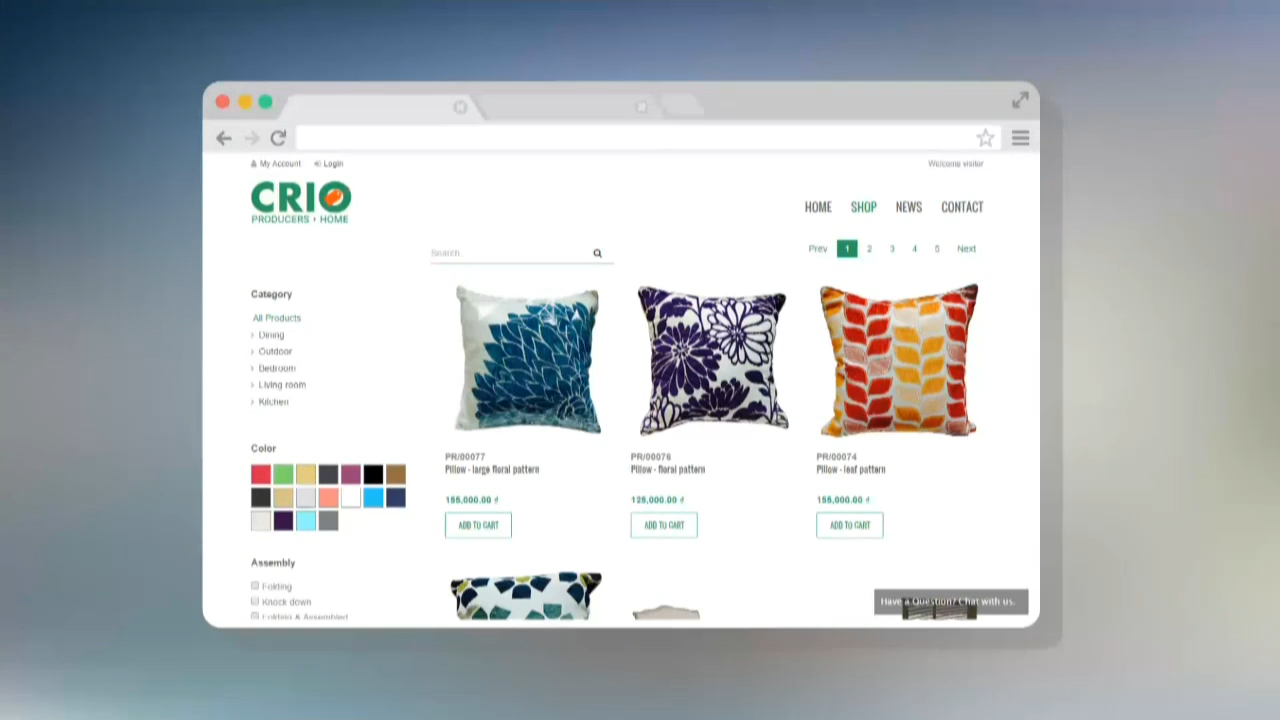 My Account Login Welcome visitor
CRIO
PRODUCERS • HOME
HOME SHOP NEWS CONTACT
Search... Prev 1 2 3 4 5 Next
Category
All Products
Dining
Outdoor
Bedroom
Living room
Kitchen
Color
Assembly
Folding
Knock down
Folding & Assembled
PR/00077
Pillow - large floral pattern
155,000.00 ₫
ADD TO CART
PR/00076
Pillow - floral pattern
125,000.00 ₫
ADD TO CART
PR/00074
Pillow - leaf pattern
155,000.00 ₫
ADD TO CART
Have a Question? Chat with us.